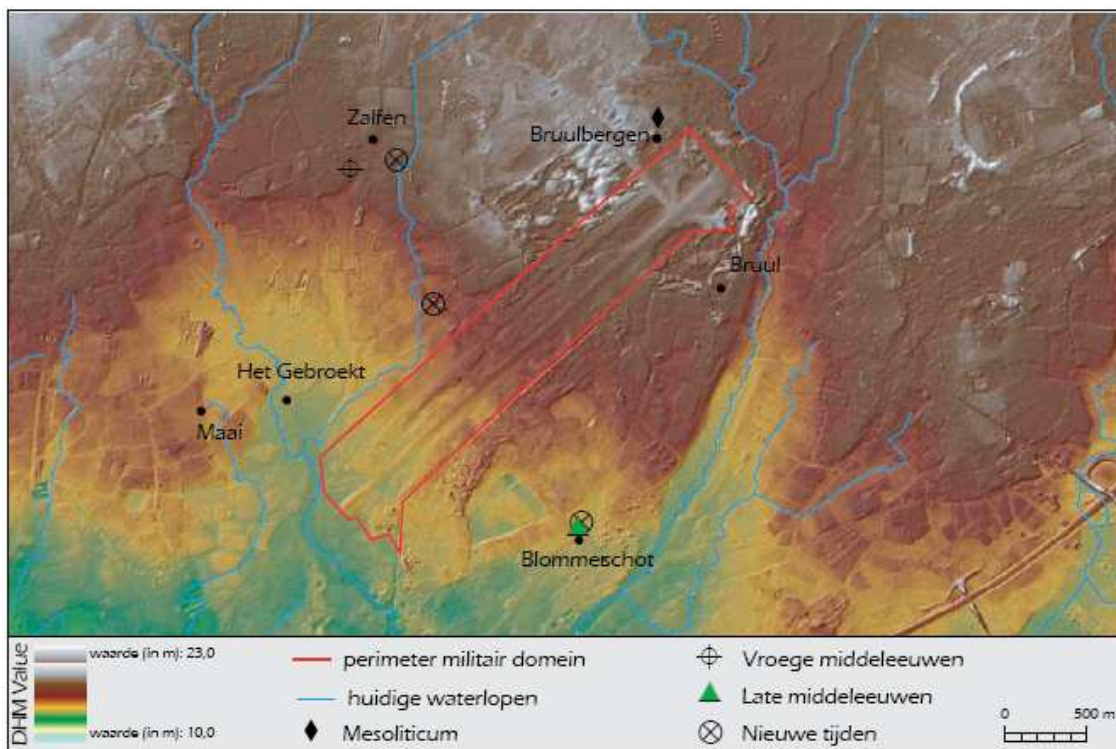 Zalfen
Bruulbergen
Bruul
Het Gebroekt
Maai
Blommerschot
DHM Value
waarde (in m): 23,0
waarde (in m): 10,0
perimeter militair domein
huidige waterlopen
Mesoliticum
Vroege middeleeuwen
Late middeleeuwen
Nieuwe tijden
0 500 m